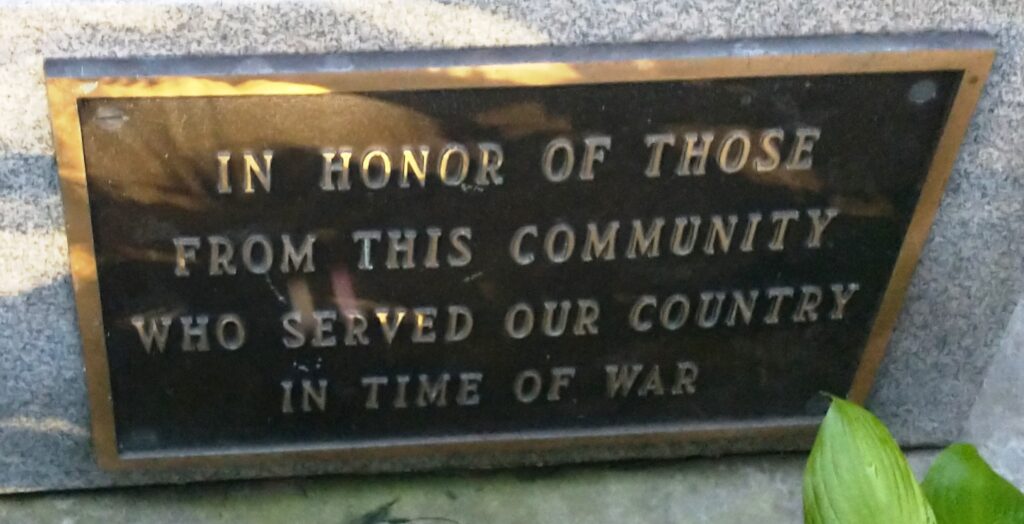 IN HONOR OF THOSE
FROM THIS COMMUNITY
WHO SERVED OUR COUNTRY
IN TIME OF WAR